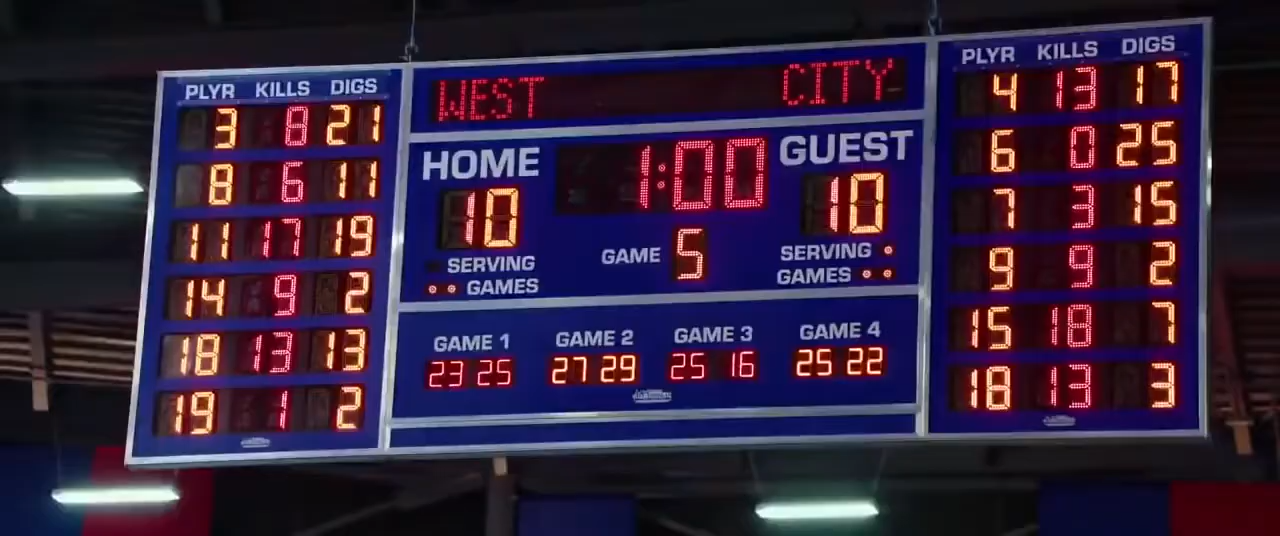 PLYR KILLS DIGS
3 8 21
8 6 11
11 17 19
14 9 2
18 13 13
19 1 2
WEST CITY
HOME 1:00 GUEST
10 10
GAME 5
SERVING SERVING
GAMES GAMES
GAME 1 GAME 2 GAME 3 GAME 4
23 25 27 29 25 16 25 22
PLYR KILLS DIGS
4 13 17
6 0 25
7 3 15
9 9 2
15 18 7
18 13 3